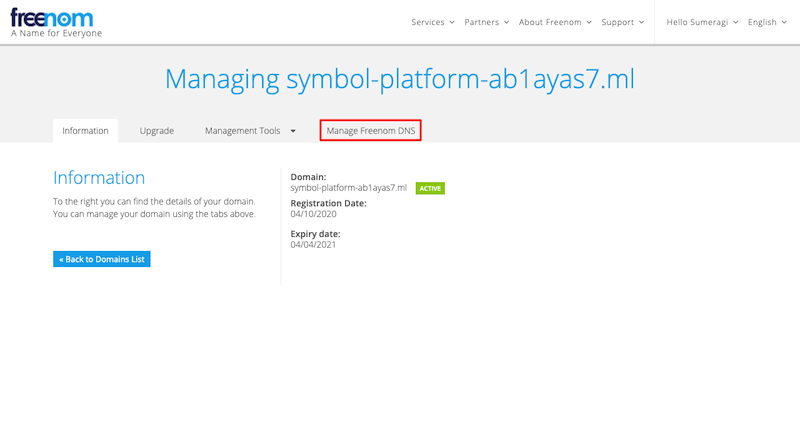 freenom
A Name for Everyone
Services Partners About Freenom Support Hello Sumeragi English
Managing symbol-platform-ab1ayas7.ml
Information Upgrade Management Tools Manage Freenom DNS
Information
To the right you can find the details of your domain.
You can manage your domain using the tabs above.
« Back to Domains List
Domain:
symbol-platform-ab1ayas7.ml ACTIVE
Registration Date:
04/10/2020
Expiry date:
04/04/2021